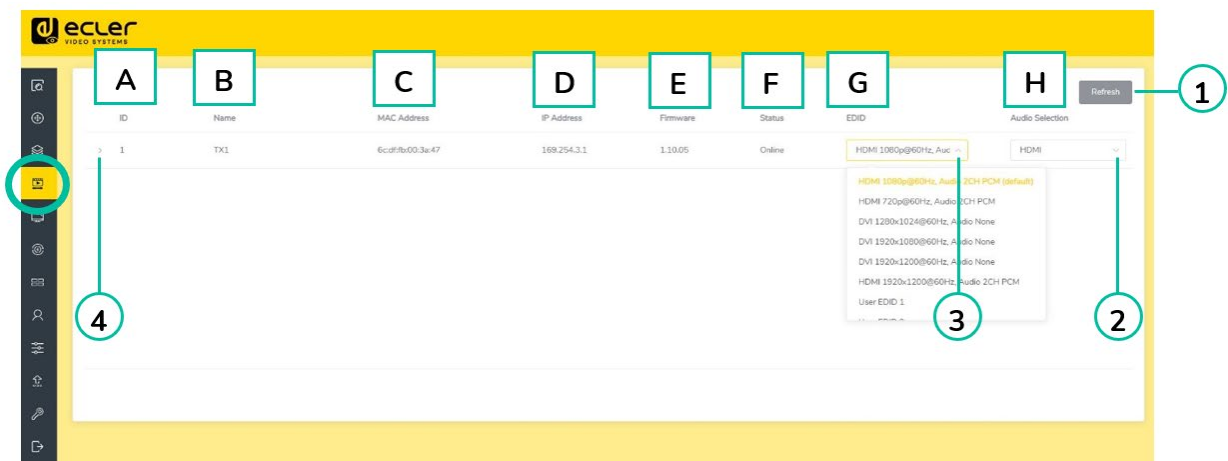 ecler
VIDEO SYSTEMS
A B C D E F G H
Refresh
1
ID Name MAC Address IP Address Firmware Status EDID Audio Selection
1 TX1 6c:df:fb:00:3a:47 169.254.3.1 1.10.05 Online HDMI 1080p@60Hz, Auc HDMI
HDMI 1080p@60Hz, Audio 2CH PCM (default)
HDMI 720p@60Hz, Audio 2CH PCM
DVI 1280x1024@60Hz, Audio None
DVI 1920x1080@60Hz, Audio None
DVI 1920x1200@60Hz, Audio None
HDMI 1920x1200@60Hz, Audio 2CH PCM
User EDID 1
4 3 2